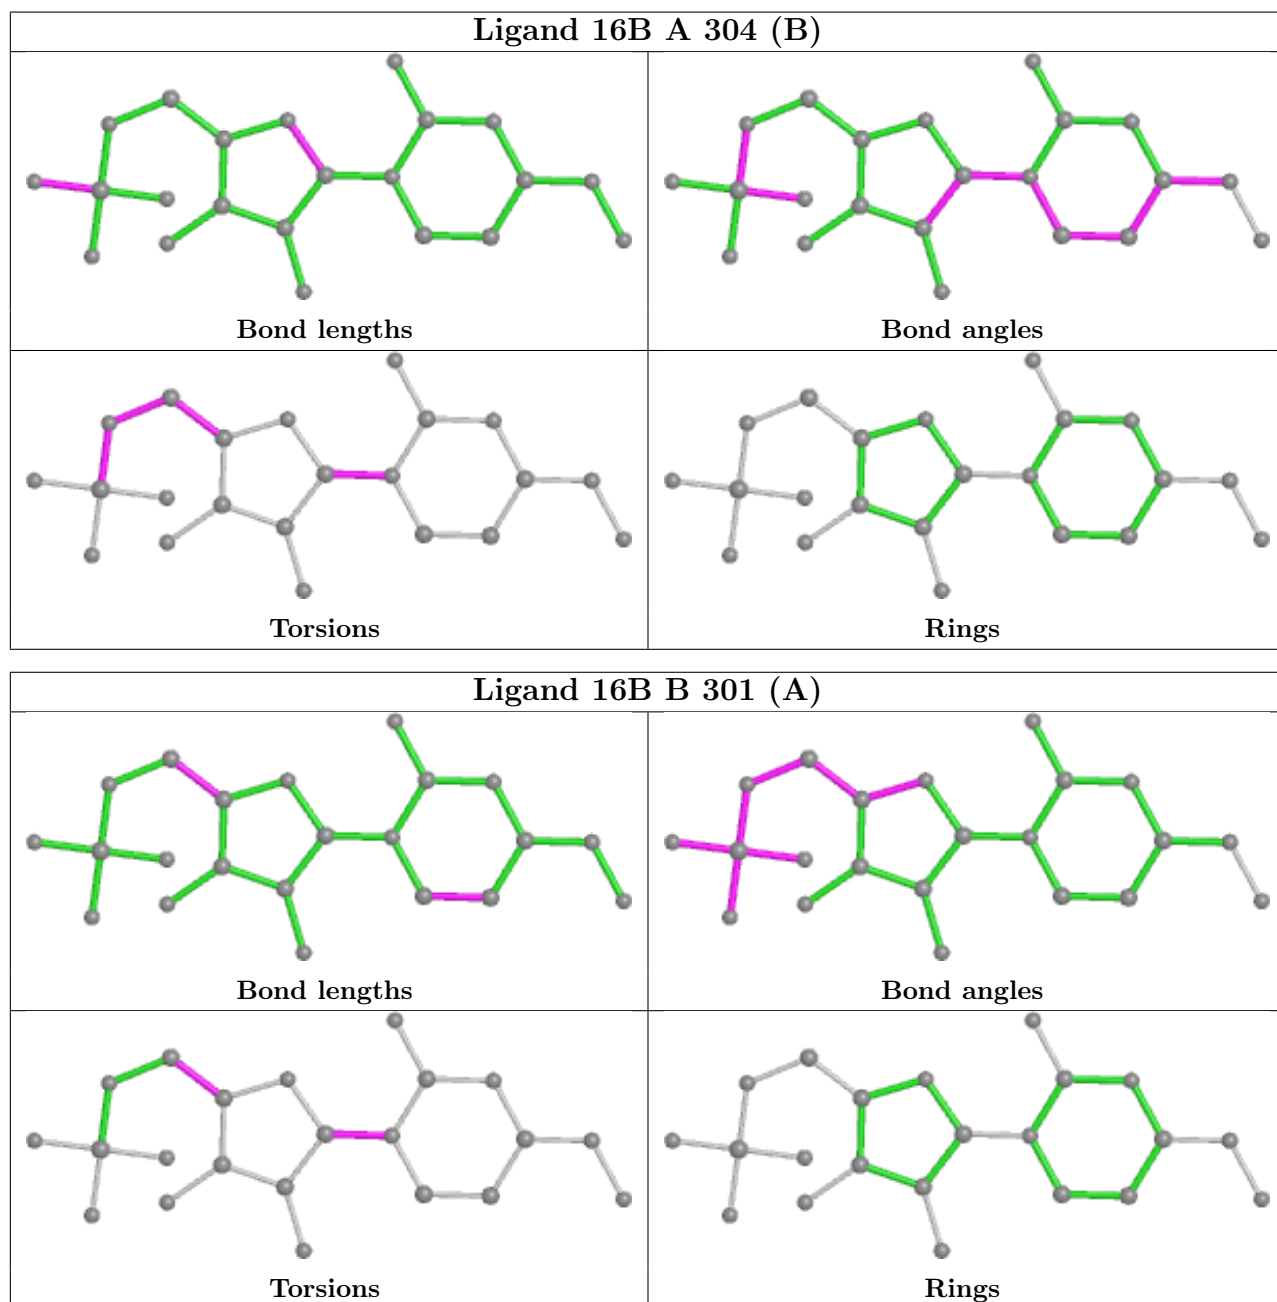 Ligand 16B A 304 (B)
Bond lengths
Bond angles
Torsions
Rings
Ligand 16B B 301 (A)
Bond lengths
Bond angles
Torsions
Rings